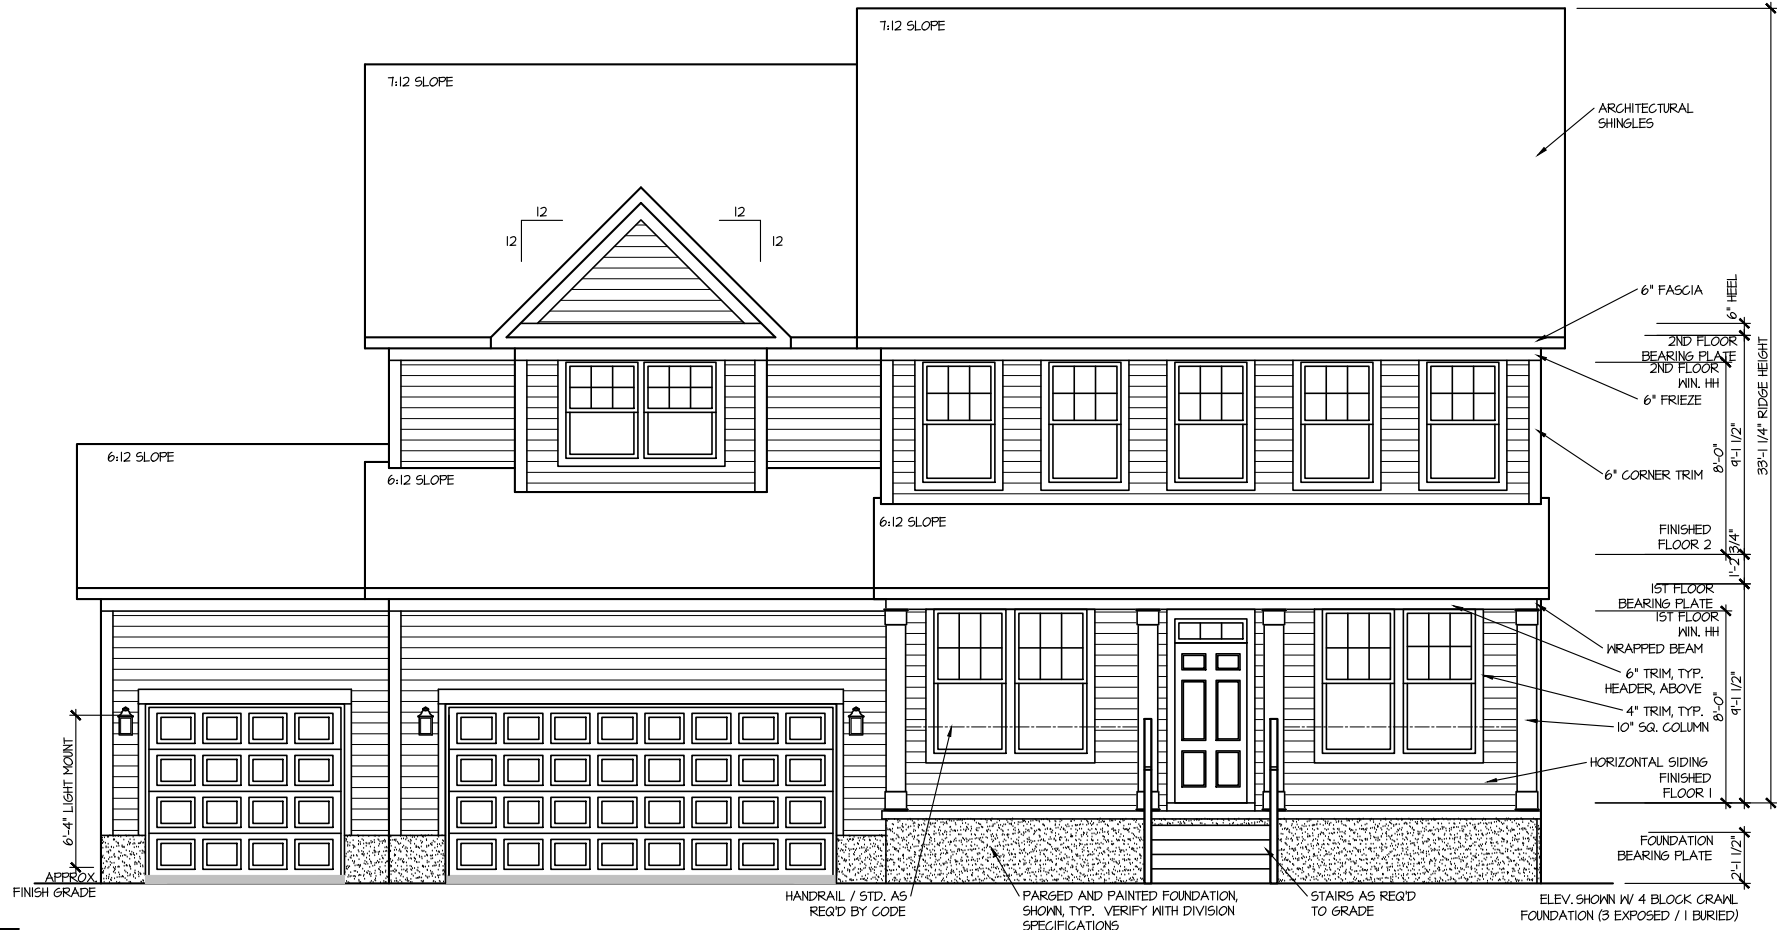 7:12 SLOPE
7:12 SLOPE
ARCHITECTURAL
SHINGLES
12
12
12
12
6" FASCIA
6" HEEL
2ND FLOOR
BEARING PLATE
2ND FLOOR
WIN. HH
6" FRIEZE
33'-1 1/4" RIDGE HEIGHT
9'-1 1/2"
8'-0"
6:12 SLOPE
6:12 SLOPE
6" CORNER TRIM
6:12 SLOPE
FINISHED
FLOOR 2
1'-2 3/4"
1ST FLOOR
BEARING PLATE
1ST FLOOR
WIN. HH
WRAPPED BEAM
6" TRIM, TYP.
HEADER, ABOVE
4" TRIM, TYP.
8'-0"
9'-1 1/2"
10" SQ. COLUMN
HORIZONTAL SIDING
FINISHED
FLOOR 1
6'-4" LIGHT MOUNT
FOUNDATION
BEARING PLATE
2'-1 1/2"
APPROX.
FINISH GRADE
HANDRAIL / STD. AS
REQ'D BY CODE
PARGED AND PAINTED FOUNDATION,
SHOWN, TYP. VERIFY WITH DIVISION
SPECIFICATIONS
STAIRS AS REQ'D
TO GRADE
ELEV. SHOWN W/ 4 BLOCK CRAWL
FOUNDATION (3 EXPOSED / 1 BURIED)